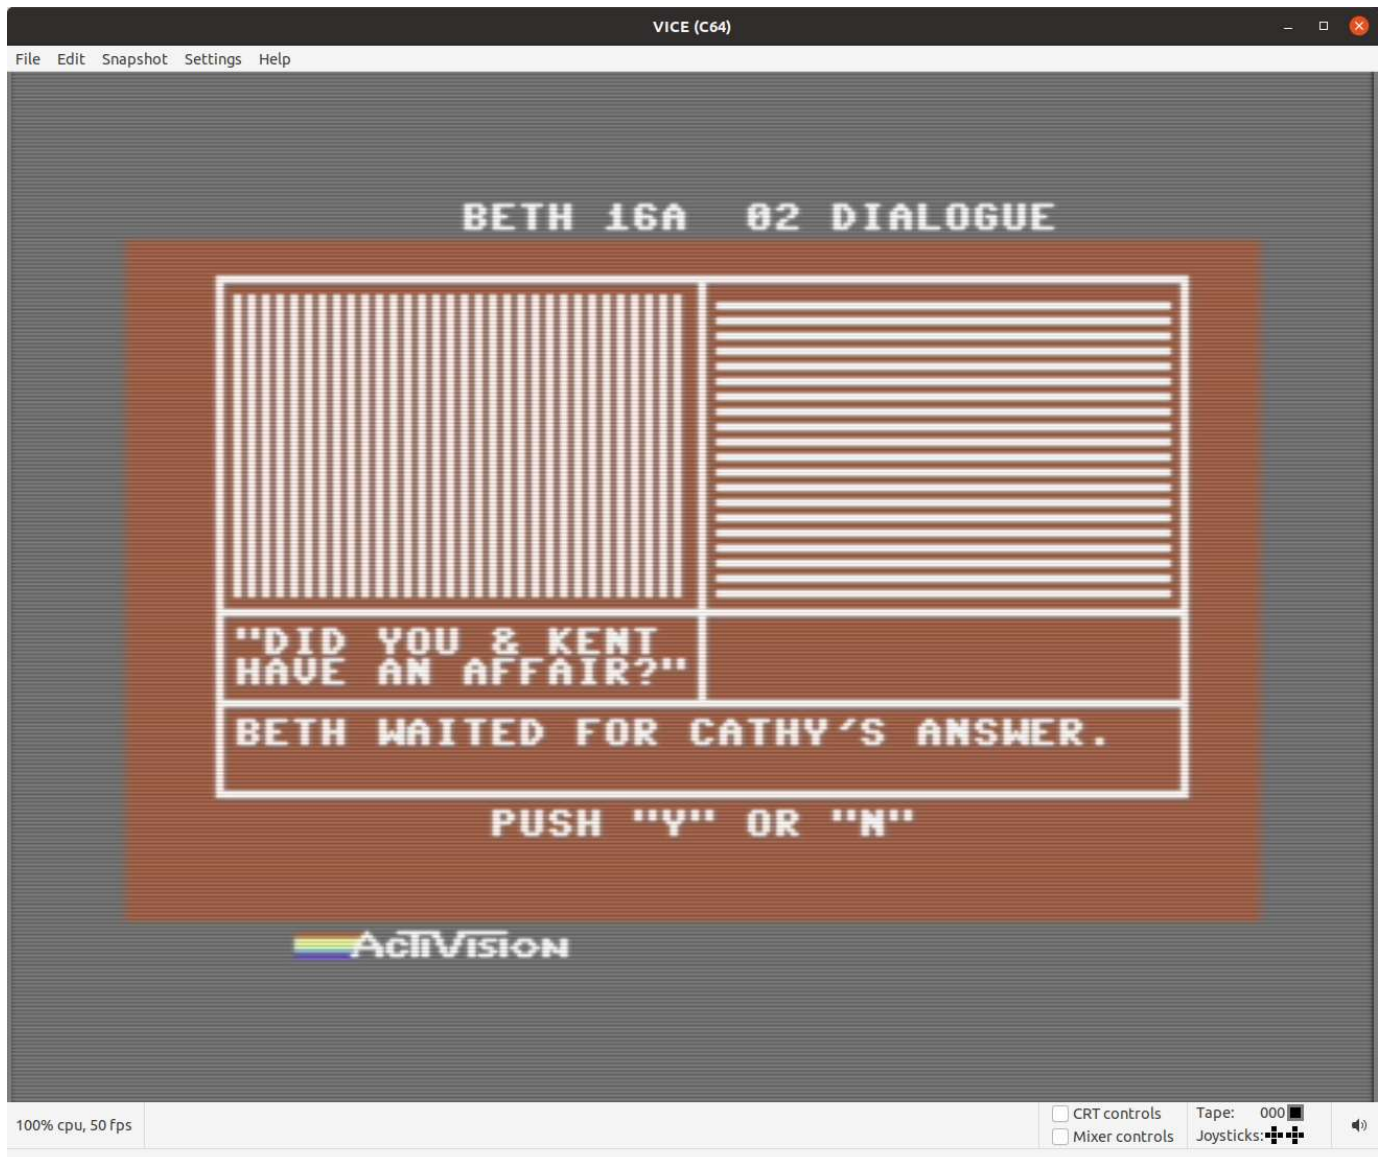 VICE (C64)
File Edit Snapshot Settings Help
BETH 16A 02 DIALOGUE
"DID YOU & KENT
HAVE AN AFFAIR?"
BETH WAITED FOR CATHY'S ANSWER.
PUSH "Y" OR "N"
ACTIVISION
100% cpu, 50 fps
CRT controls
Mixer controls
Tape: 000
Joysticks: